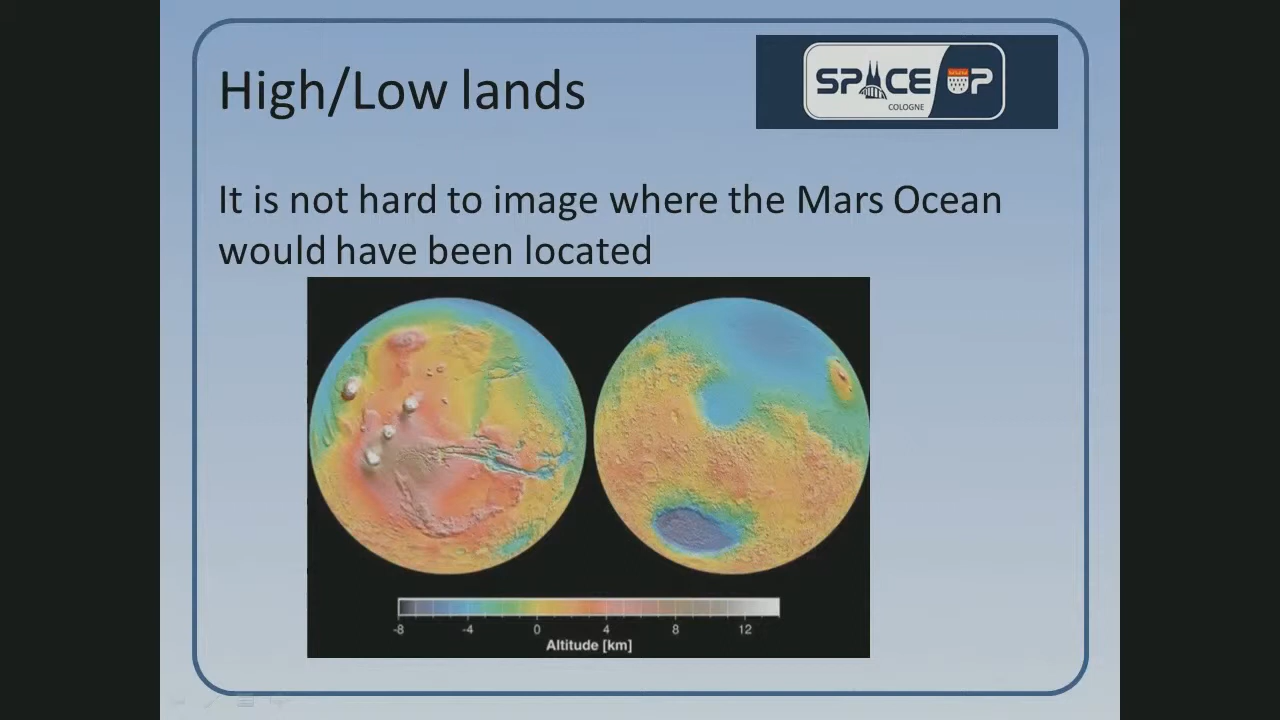 High/Low lands
SPACE UP
COLOGNE
It is not hard to image where the Mars Ocean
would have been located
-8 -4 0 4 8 12
Altitude [km]